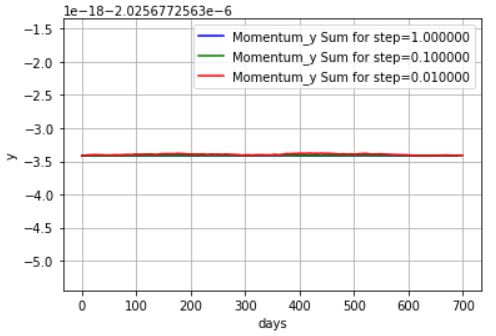 1e−18−2.0256772563e−6
Momentum_y Sum for step=1.000000
Momentum_y Sum for step=0.100000
Momentum_y Sum for step=0.010000
−1.5
−2.0
−2.5
−3.0
−3.5
−4.0
−4.5
−5.0
y
0 100 200 300 400 500 600 700
days